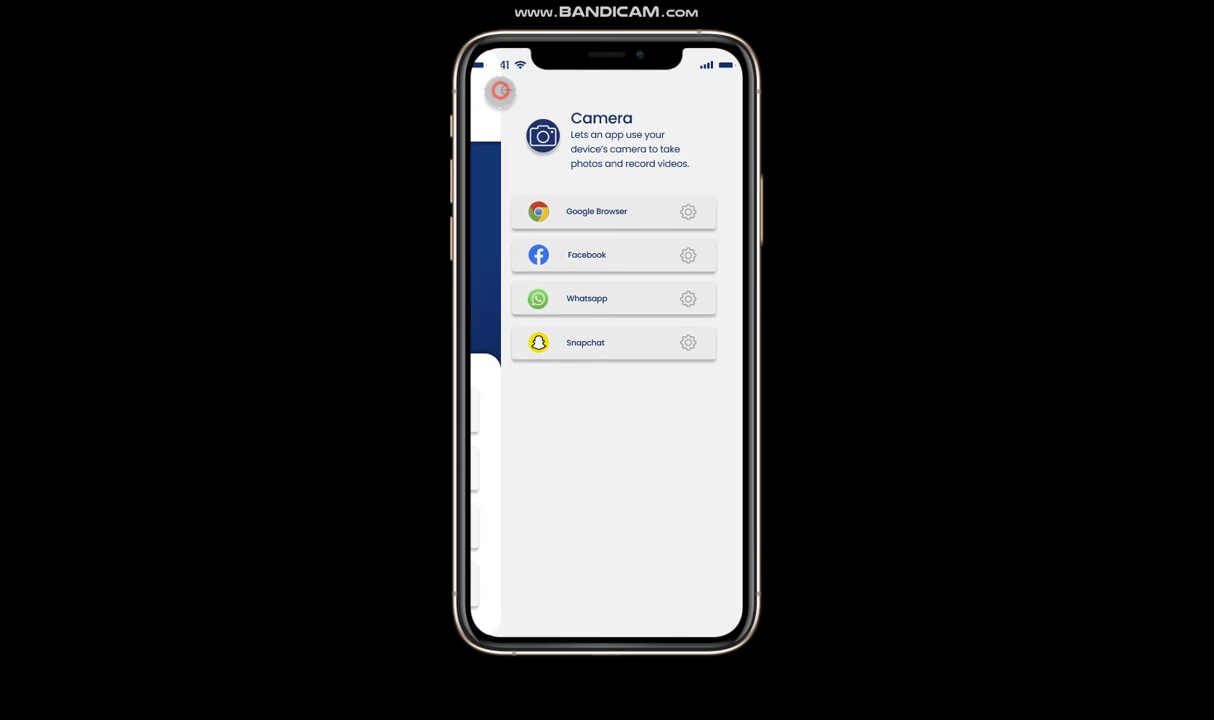 www.BANDICAM.com
41
Camera
Lets an app use your
device's camera to take
photos and record videos.
Google Browser
Facebook
Whatsapp
Snapchat